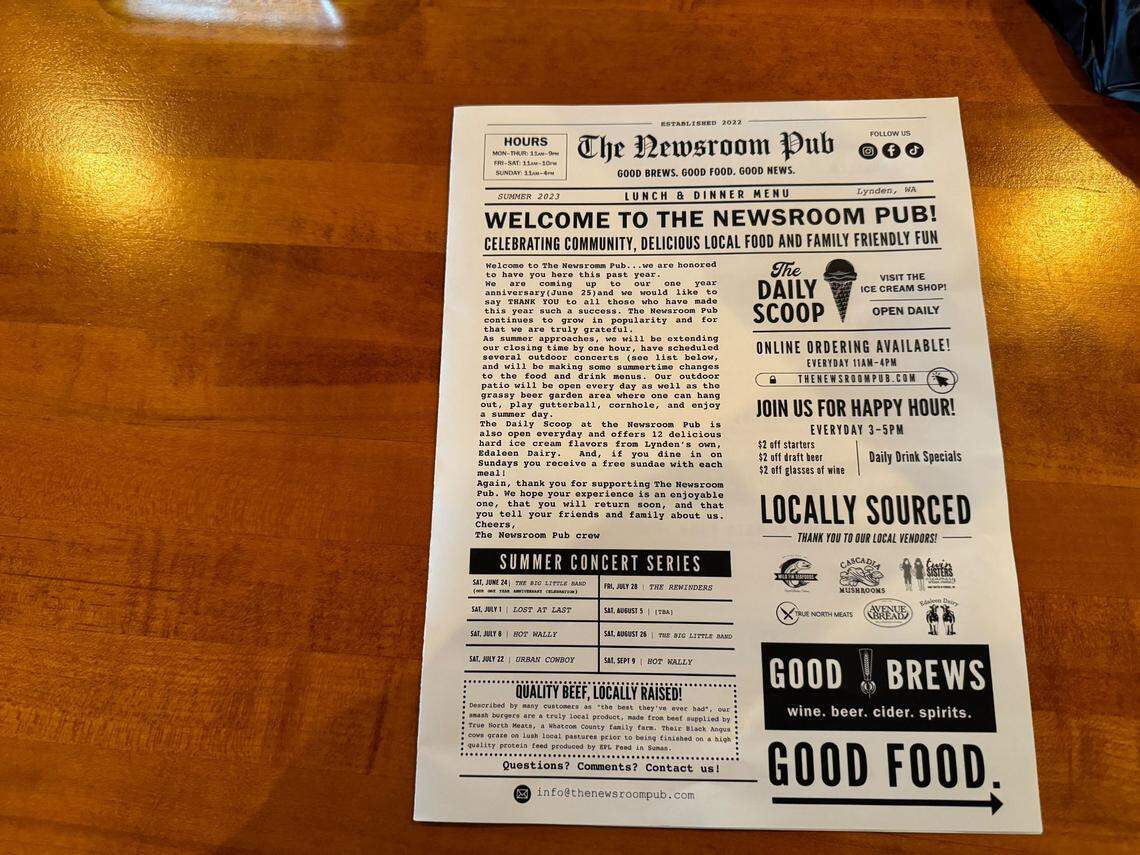 ESTABLISHED 2022
HOURS
MON-THUR: 11AM-9PM
FRI-SAT: 11AM-10PM
SUNDAY: 11AM-4PM
The Newsroom Pub
GOOD BREWS. GOOD FOOD. GOOD NEWS.
FOLLOW US
SUMMER 2023
LUNCH & DINNER MENU
Lynden, WA
WELCOME TO THE NEWSROOM PUB!
CELEBRATING COMMUNITY, DELICIOUS LOCAL FOOD AND FAMILY FRIENDLY FUN
Welcome to The Newsromm Pub...we are honored
to have you here this past year.
We are coming up to our one year
anniversary(June 25)and we would like to
say THANK YOU to all those who have made
this year such a success. The Newsroom Pub
continues to grow in popularity and for
that we are truly grateful.
As summer approaches, we will be extending
our closing time by one hour, have scheduled
several outdoor concerts (see list below,
and will be making some summertime changes
to the food and drink menus. Our outdoor
patio will be open every day as well as the
grassy beer garden area where one can hang
out, play gutterball, cornhole, and enjoy
a summer day.
The Daily Scoop at the Newsroom Pub is
also open everyday and offers 12 delicious
hard ice cream flavors from Lynden's own,
Edaleen Dairy. And, if you dine in on
Sundays you receive a free sundae with each
meal!
Again, thank you for supporting The Newsroom
Pub. We hope your experience is an enjoyable
one, that you will return soon, and that
you tell your friends and family about us.
Cheers,
The Newsroom Pub crew
SUMMER CONCERT SERIES
SAT, JUNE 24 | THE BIG LITTLE BAND
(OUR ONE YEAR ANNIVERSARY CELEBRATION)
FRI, JULY 28 | THE REWINDERS
SAT, JULY 1 | LOST AT LAST
SAT, AUGUST 5 | (TBA)
SAT, JULY 8 | HOT WALLY
SAT, AUGUST 26 | THE BIG LITTLE BAND
SAT, JULY 22 | URBAN COWBOY
SAT, SEPT 9 | HOT WALLY
QUALITY BEEF, LOCALLY RAISED!
Described by many customers as "the best they've ever had", our
smash burgers are a truly local product, made from beef supplied by
True North Meats, a Whatcom County family farm. Their Black Angus
cows graze on lush local pastures prior to being finished on a high
quality protein feed produced by EPL Feed in Sumas.
Questions? Comments? Contact us!
info@thenewsroompub.com
The
DAILY
SCOOP
VISIT THE
ICE CREAM SHOP!
OPEN DAILY
ONLINE ORDERING AVAILABLE!
EVERYDAY 11AM-4PM
THENEWSROOMPUB.COM
JOIN US FOR HAPPY HOUR!
EVERYDAY 3-5PM
$2 off starters
$2 off draft beer
$2 off glasses of wine
Daily Drink Specials
LOCALLY SOURCED
THANK YOU TO OUR LOCAL VENDORS!
WILD I'M SEAFOODS
CASCADIA
MUSHROOMS
Twin
SISTERS
creamery
TRUE NORTH MEATS
AVENUE
BREAD
Edaleen Dairy
GOOD BREWS
wine. beer. cider. spirits.
GOOD FOOD.